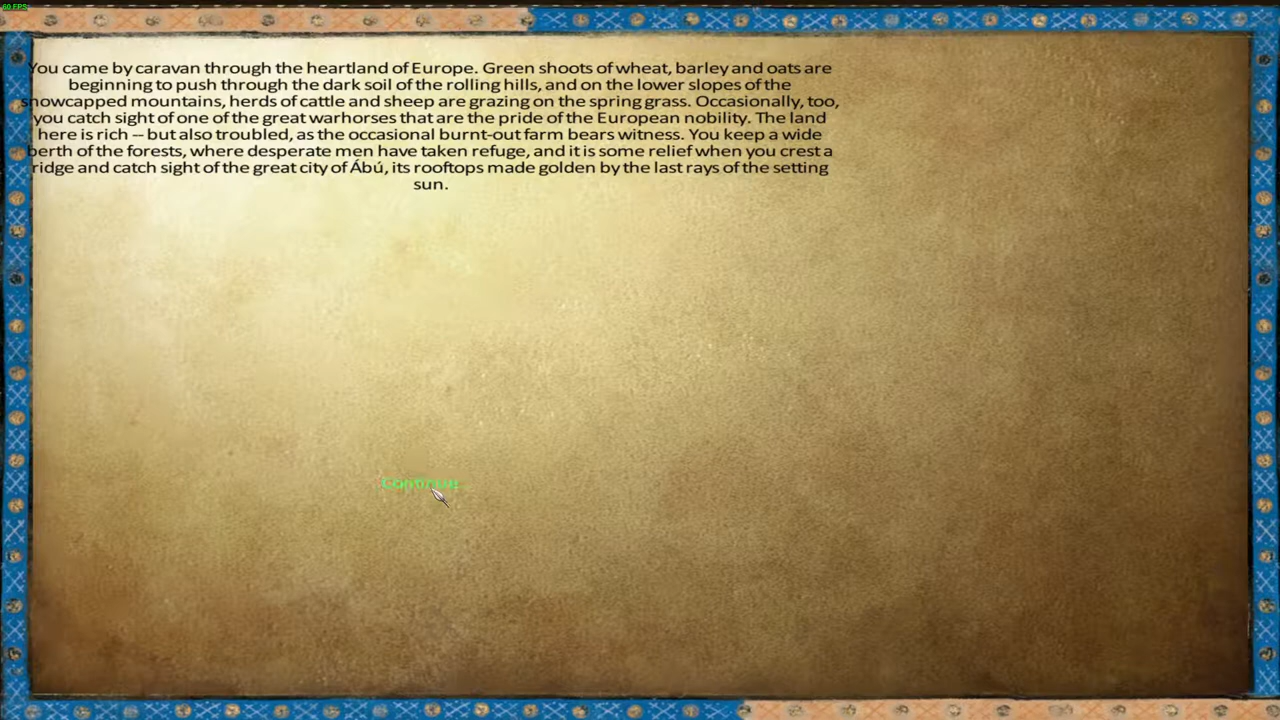 60 FPS
You came by caravan through the heartland of Europe. Green shoots of wheat, barley and oats are
beginning to push through the dark soil of the rolling hills, and on the lower slopes of the
snowcapped mountains, herds of cattle and sheep are grazing on the spring grass. Occasionally, too,
you catch sight of one of the great warhorses that are the pride of the European nobility. The land
here is rich -- but also troubled, as the occasional burnt-out farm bears witness. You keep a wide
berth of the forests, where desperate men have taken refuge, and it is some relief when you crest a
ridge and catch sight of the great city of Ábú, its rooftops made golden by the last rays of the setting
sun.
Continue...